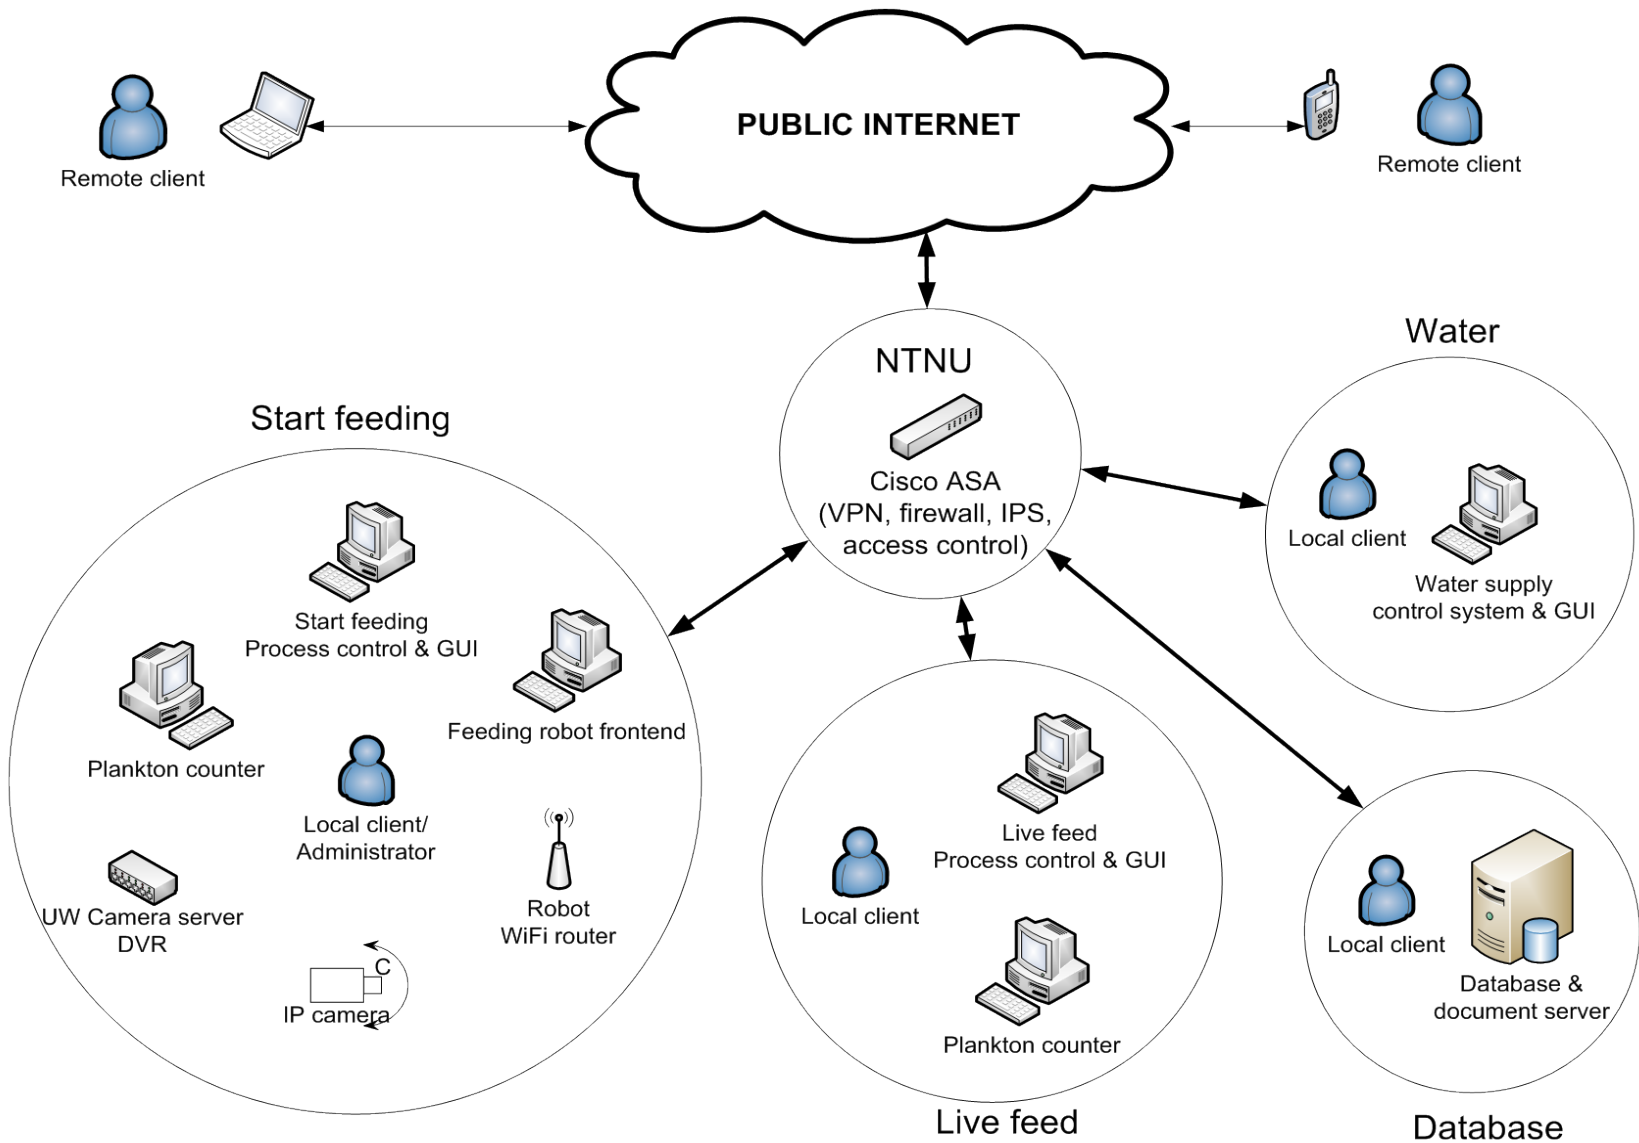 PUBLIC INTERNET
Remote client
Remote client
NTNU
Cisco ASA
(VPN, firewall, IPS,
access control)
Water
Local client
Water supply
control system & GUI
Start feeding
Start feeding
Process control & GUI
Feeding robot frontend
Plankton counter
Local client/
Administrator
UW Camera server
DVR
Robot
WiFi router
C
IP camera
Live feed
Process control & GUI
Local client
Plankton counter
Live feed
Local client
Database &
document server
Database